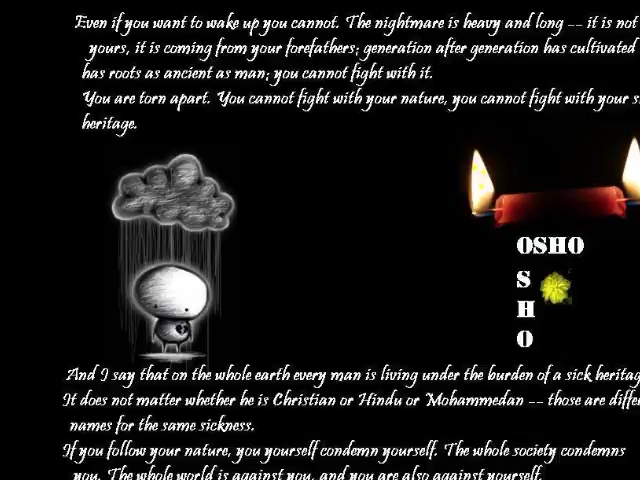 Even if you want to wake up you cannot. The nightmare is heavy and long -- it is not
yours, it is coming from your forefathers; generation after generation has cultivated
has roots as ancient as man; you cannot fight with it.
You are torn apart. You cannot fight with your nature, you cannot fight with your
heritage.
OSHO
S
H
O
And I say that on the whole earth every man is living under the burden of a sick
It does not matter whether he is Christian or Hindu or Mohammedan -- those are
names for the same sickness.
If you follow your nature, you yourself condemn yourself. The whole society condemns
you. The whole world is against you, and you are also against yourself.